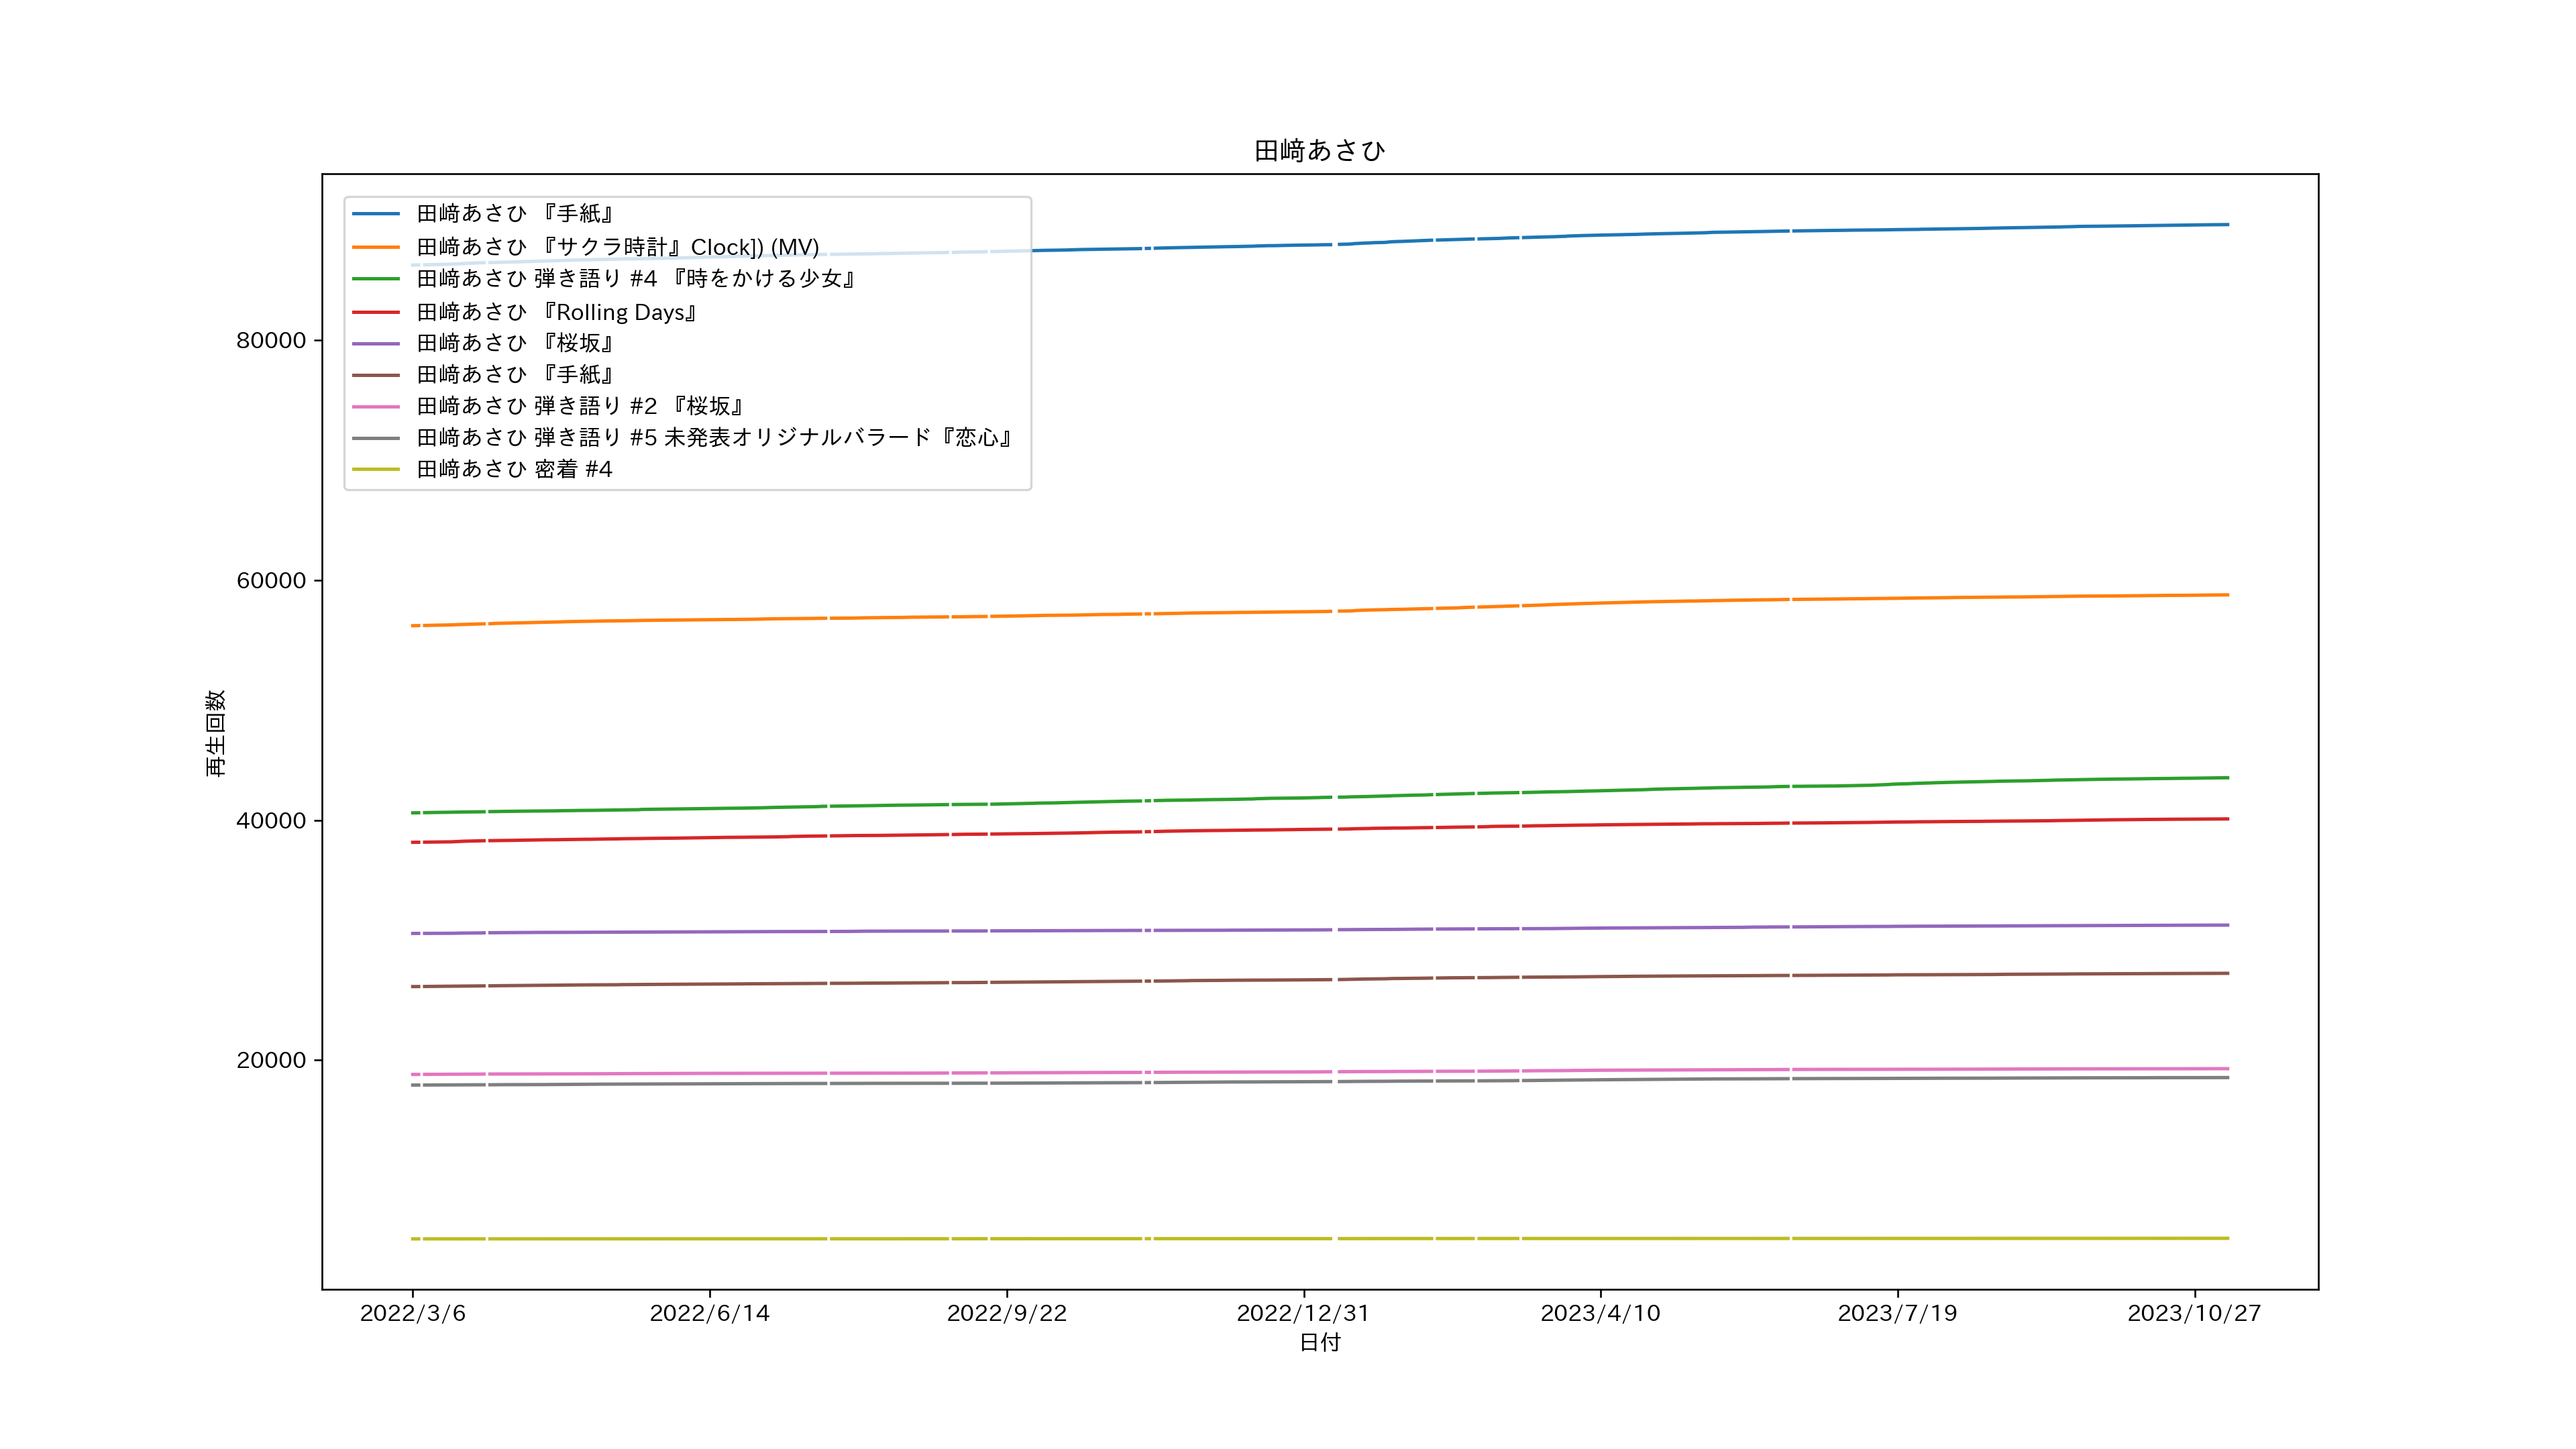 田﨑あさひ
田﨑あさひ 『手紙』
田﨑あさひ 『サクラ時計』Clock]) (MV)
田﨑あさひ 弾き語り #4 『時をかける少女』
田﨑あさひ 『Rolling Days』
田﨑あさひ 『桜坂』
田﨑あさひ 『手紙』
田﨑あさひ 弾き語り #2 『桜坂』
田﨑あさひ 弾き語り #5 未発表オリジナルバラード『恋心』
田﨑あさひ 密着 #4
80000
60000
40000
20000
再生回数
2022/3/6
2022/6/14
2022/9/22
2022/12/31
2023/4/10
2023/7/19
2023/10/27
日付